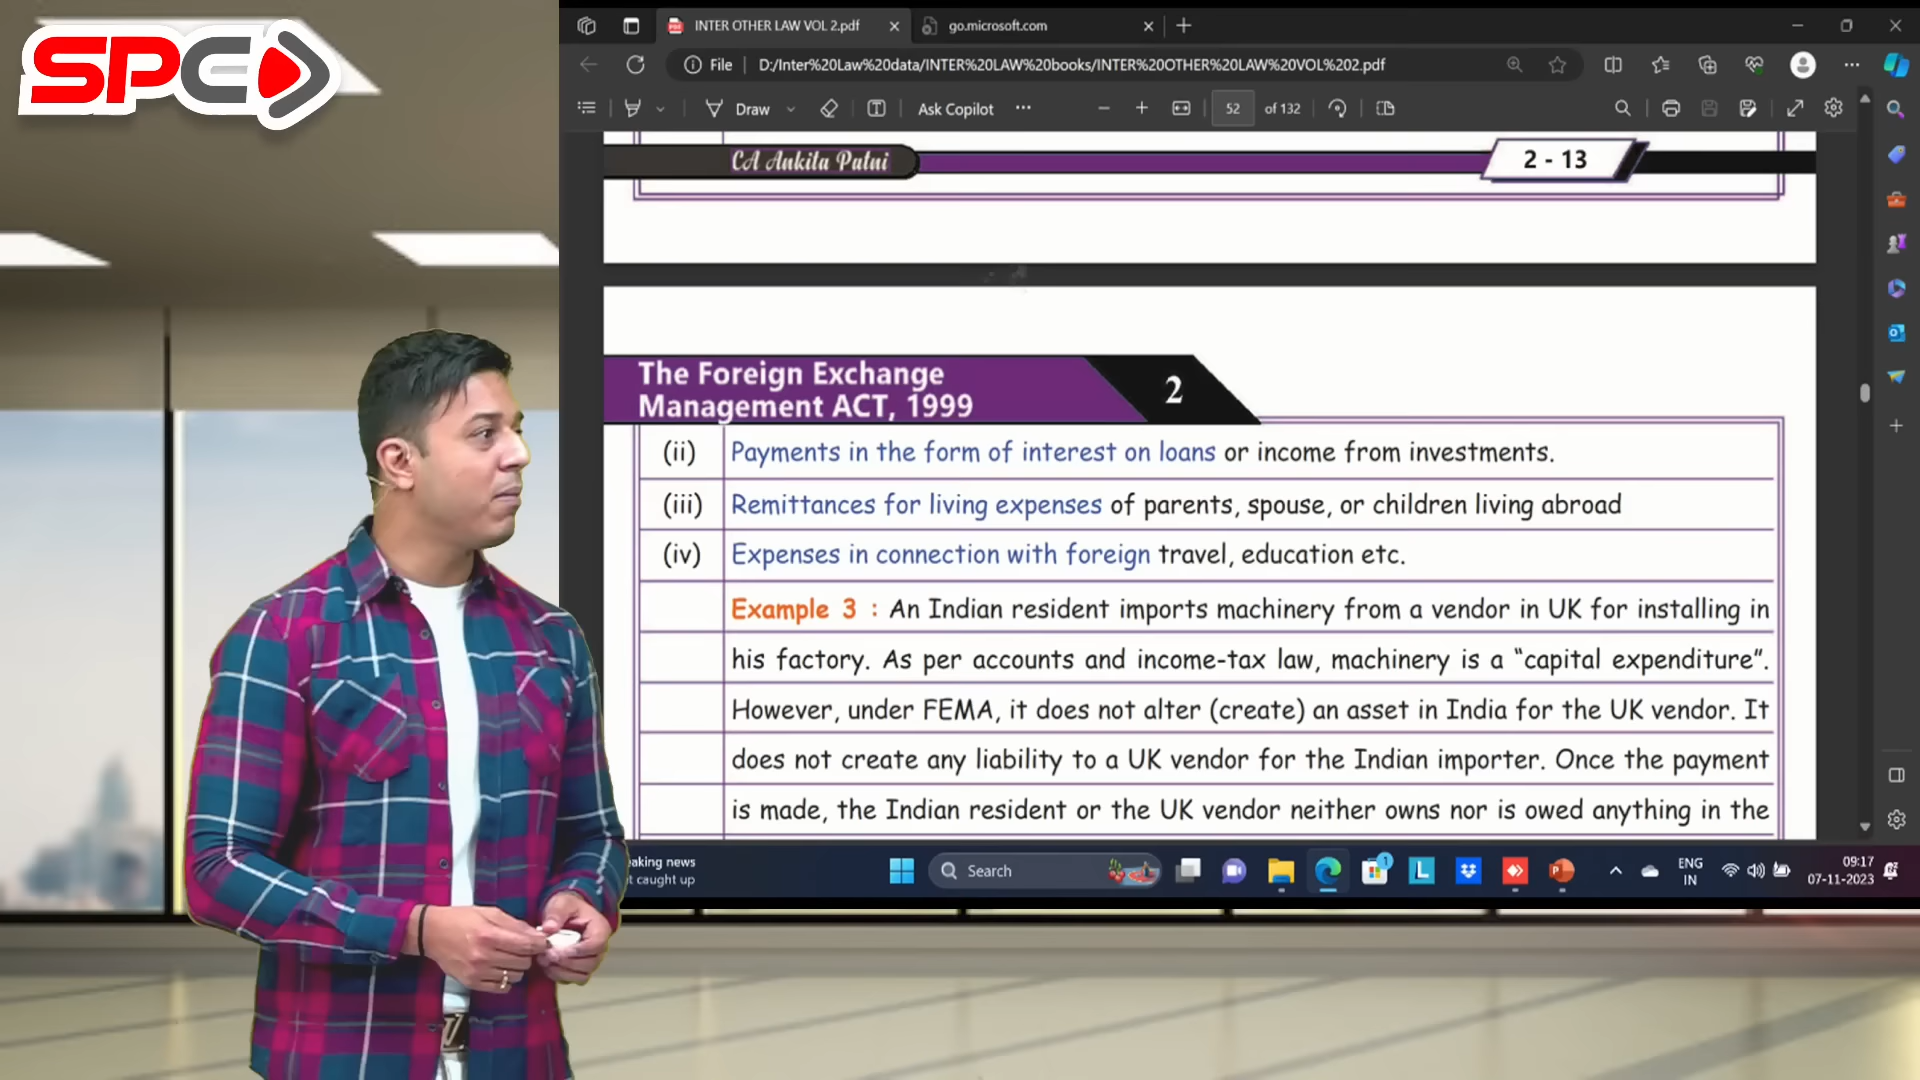 SPC
INTER OTHER LAW VOL 2.pdf
go.microsoft.com
File
D:/Inter%20Law%20data/INTER%20LAW%20books/INTER%20OTHER%20LAW%20VOL%202.pdf
Draw
Ask Copilot
52
of 132
CA Ankita Patni
2 - 13
The Foreign Exchange
Management ACT, 1999
2
(ii) Payments in the form of interest on loans or income from investments.
(iii) Remittances for living expenses of parents, spouse, or children living abroad
(iv) Expenses in connection with foreign travel, education etc.
Example 3 : An Indian resident imports machinery from a vendor in UK for installing in
his factory. As per accounts and income-tax law, machinery is a “capital expenditure”.
However, under FEMA, it does not alter (create) an asset in India for the UK vendor. It
does not create any liability to a UK vendor for the Indian importer. Once the payment
is made, the Indian resident or the UK vendor neither owns nor is owed anything in the
aking news
t caught up
Search
1
L
ENG
IN
09:17
07-11-2023